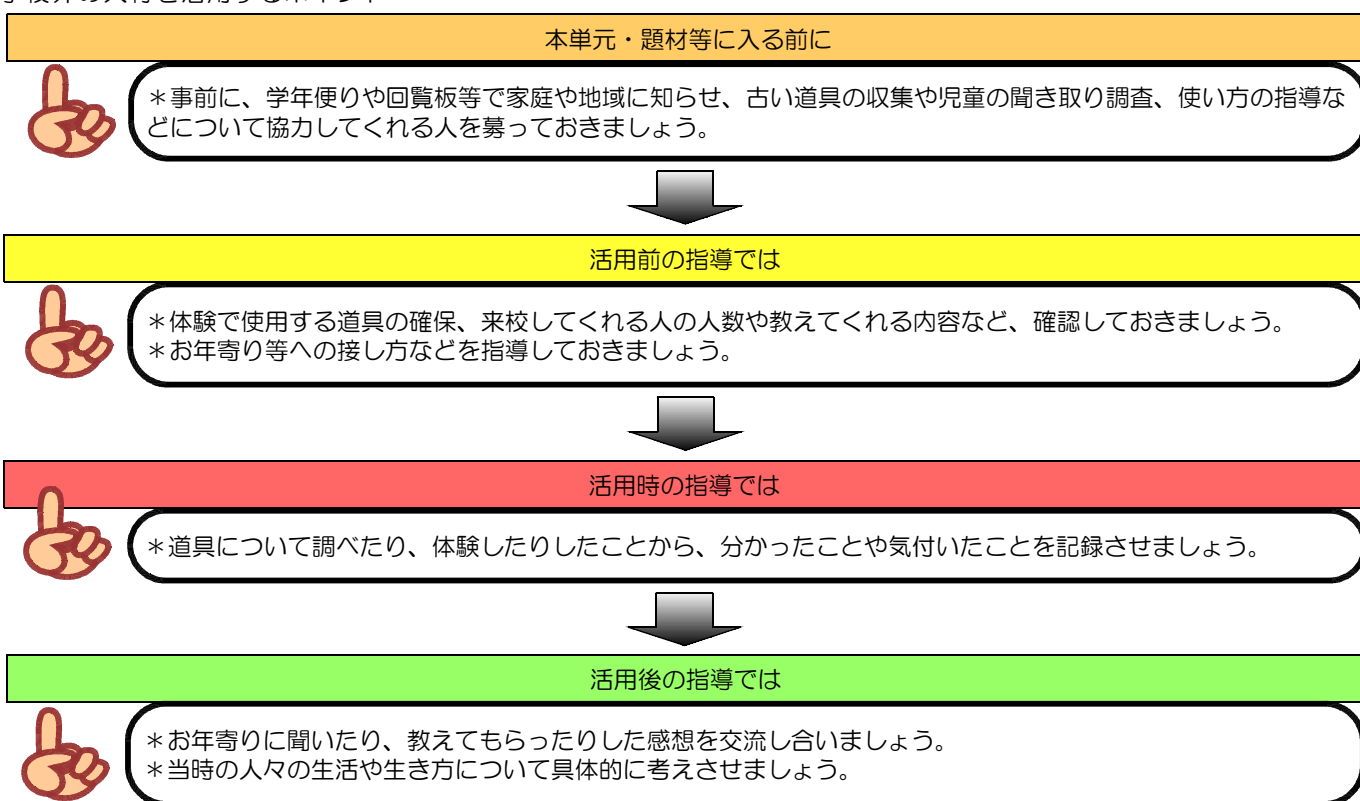 本単元・題材等に入る前に
＊事前に、学年便りや回覧板等で家庭や地域に知らせ、古い道具の収集や児童の聞き取り調査、使い方の指導な
どについて協力してくれる人を募っておきましょう。
活用前の指導では
＊体験で使用する道具の確保、来校してくれる人の人数や教えてくれる内容など、確認しておきましょう。
＊お年寄り等への接し方などを指導しておきましょう。
活用時の指導では
＊道具について調べたり、体験したりしたことから、分かったことや気付いたことを記録させましょう。
活用後の指導では
＊お年寄りに聞いたり、教えてもらったりした感想を交流し合いましょう。
＊当時の人々の生活や生き方について具体的に考えさせましょう。